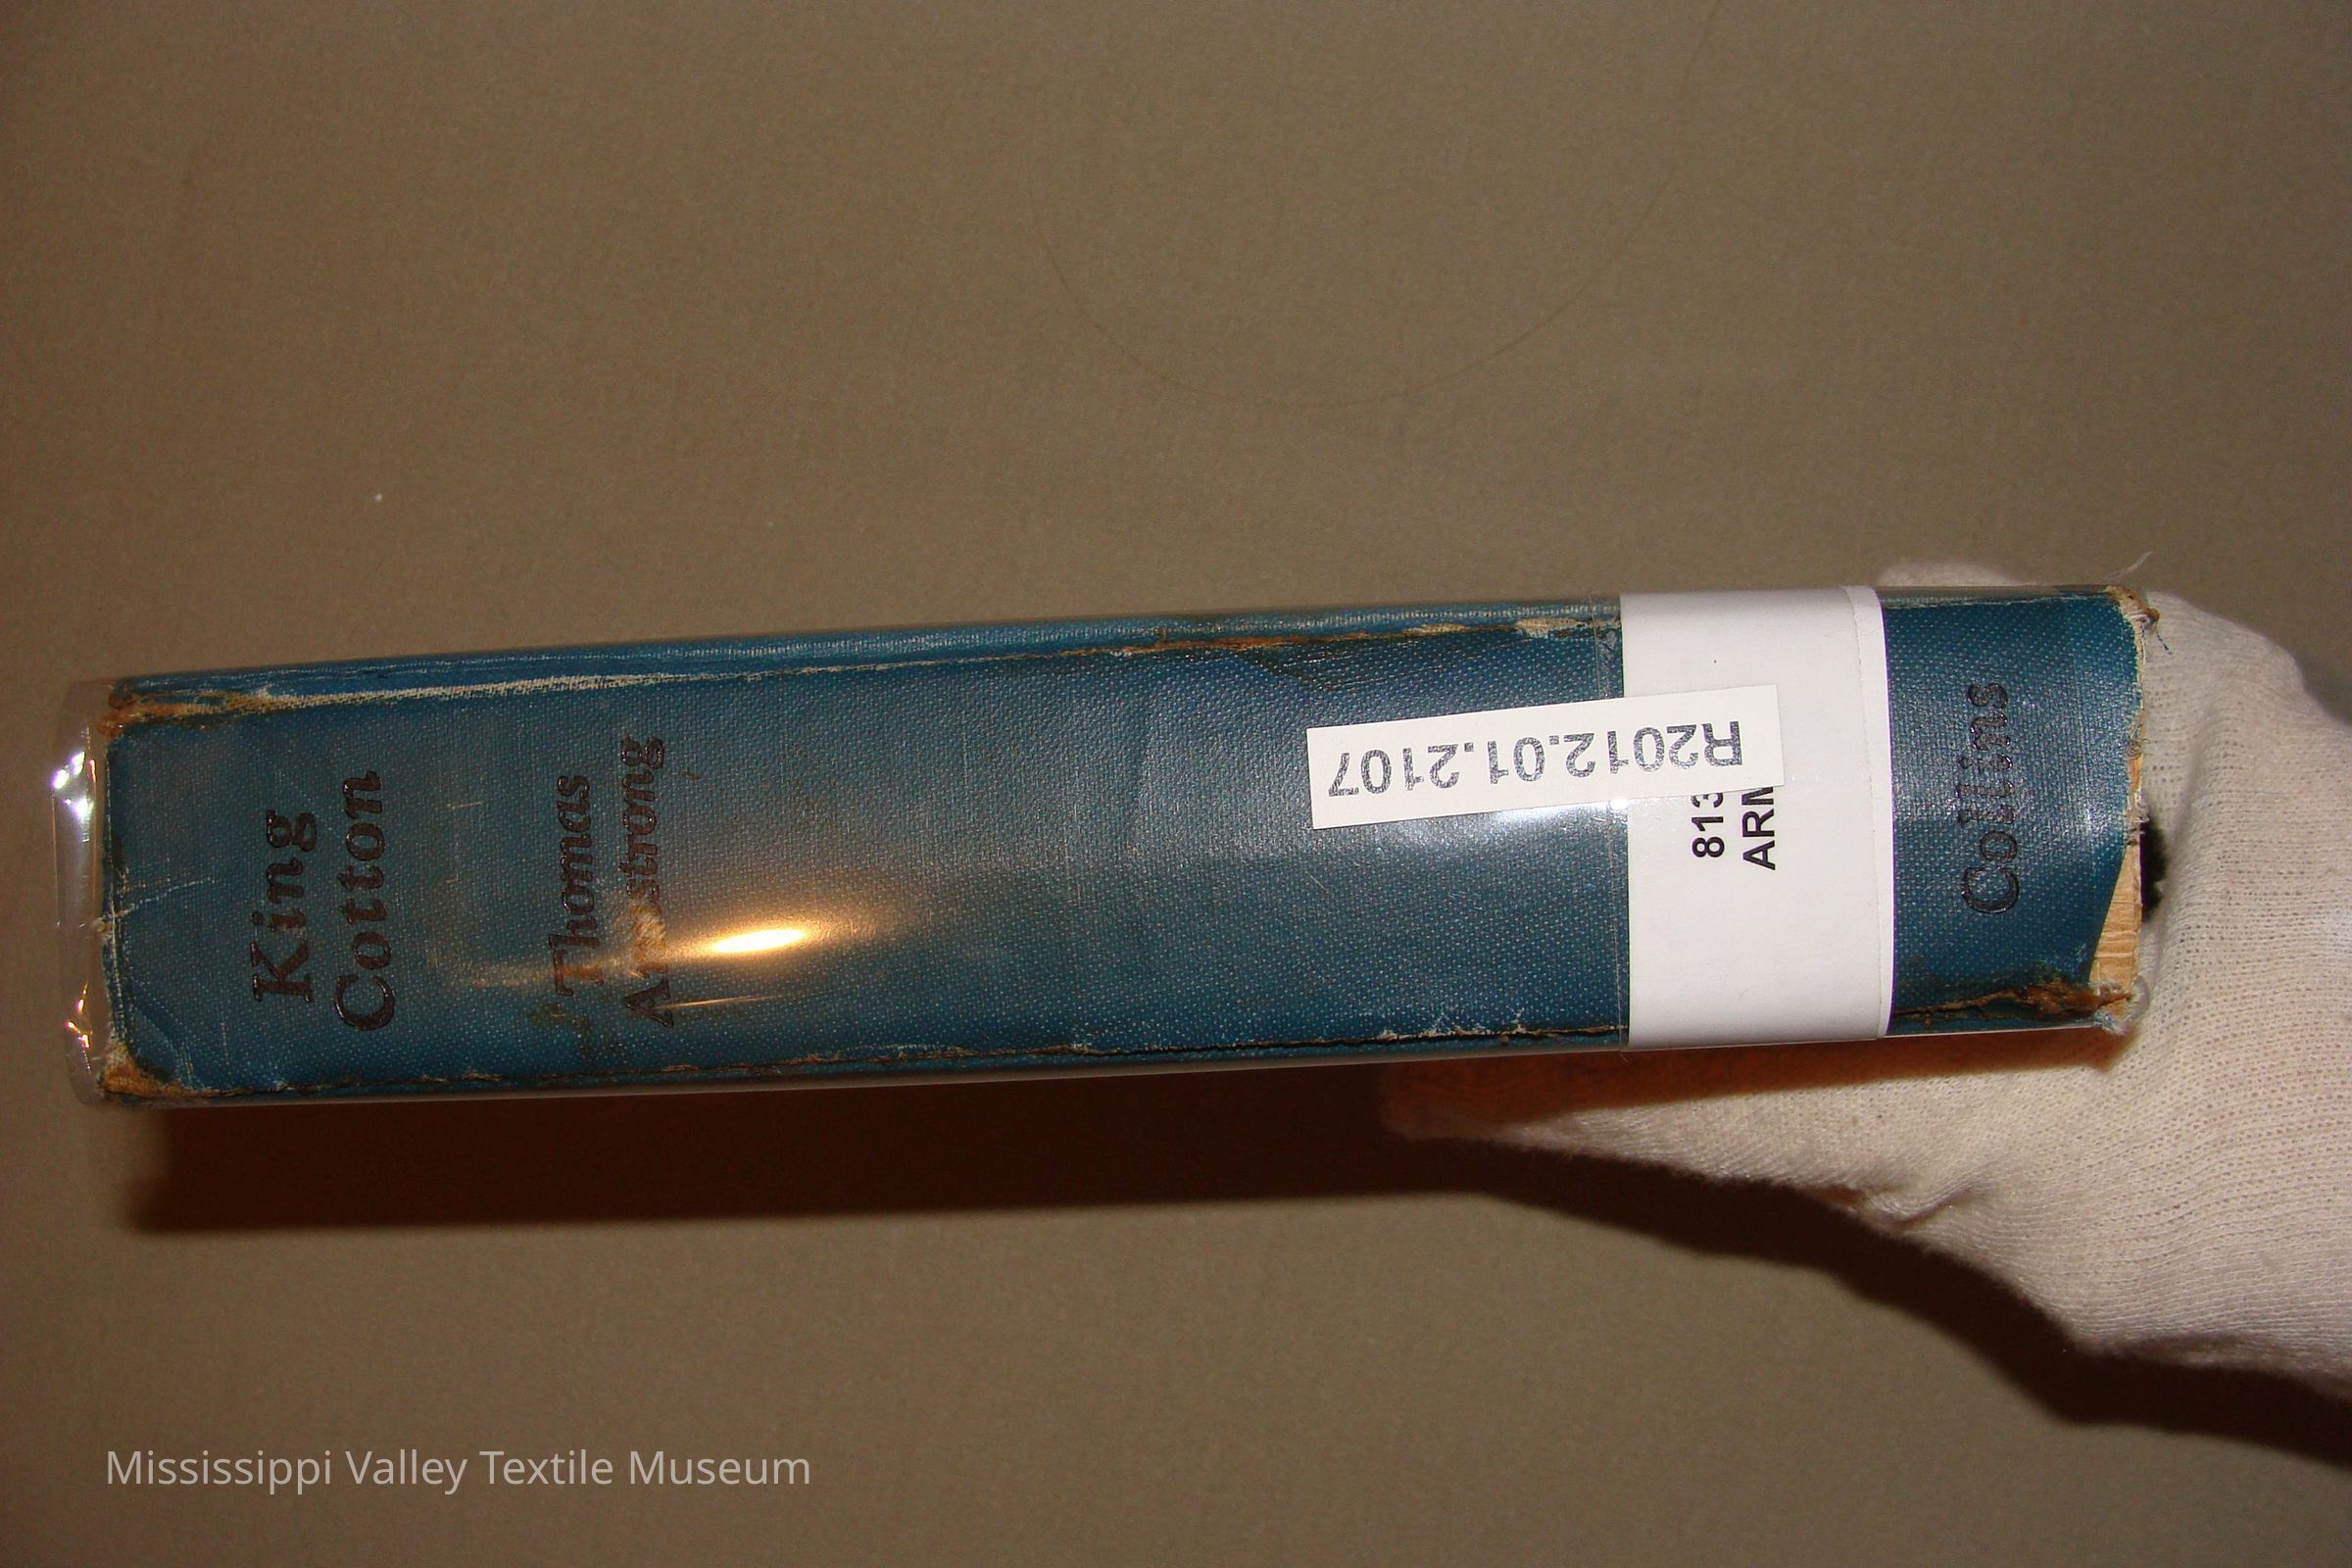 King
Cotton
Thomas
Armstrong
R2012.01.2107
813
ARM
Collins
Mississippi Valley Textile Museum